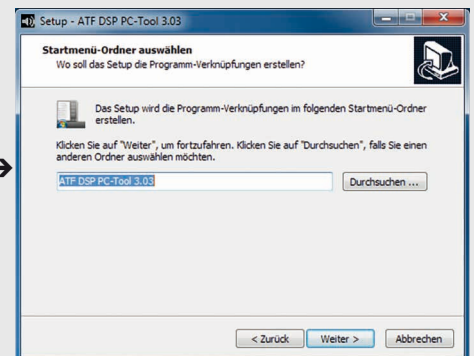 Setup - ATF DSP PC-Tool 3.03
Startmenü-Ordner auswählen
Wo soll das Setup die Programm-Verknüpfungen erstellen?
Das Setup wird die Programm-Verknüpfungen im folgenden Startmenü-Ordner
erstellen.
Klicken Sie auf "Weiter", um fortzufahren. Klicken Sie auf "Durchsuchen", falls Sie einen
anderen Ordner auswählen möchten.
ATF DSP PC-Tool 3.03
Durchsuchen ...
< Zurück
Weiter >
Abbrechen